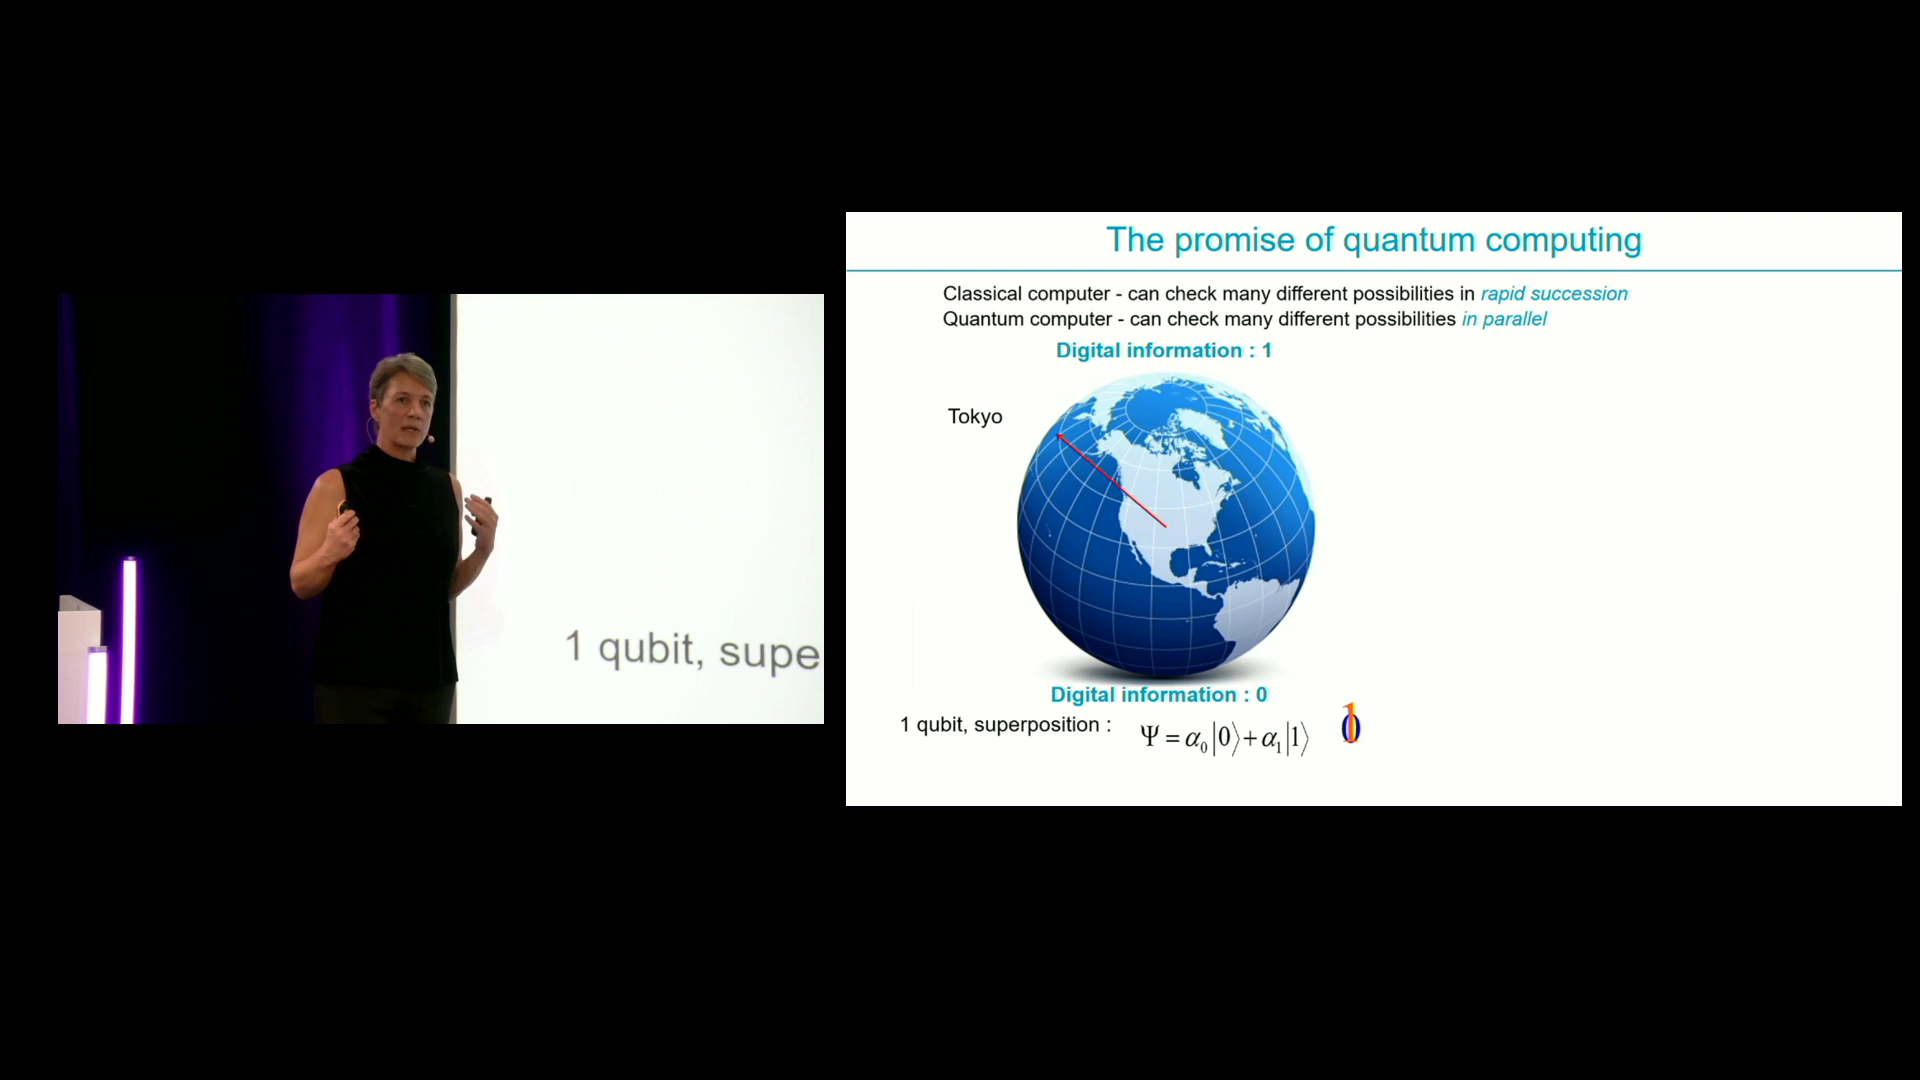 1 qubit, supe
The promise of quantum computing
Classical computer - can check many different possibilities in rapid succession
Quantum computer - can check many different possibilities in parallel
Digital information : 1
Tokyo
Digital information : 0
1 qubit, superposition : Ψ = α₀|0⟩+α₁|1⟩ 0 1